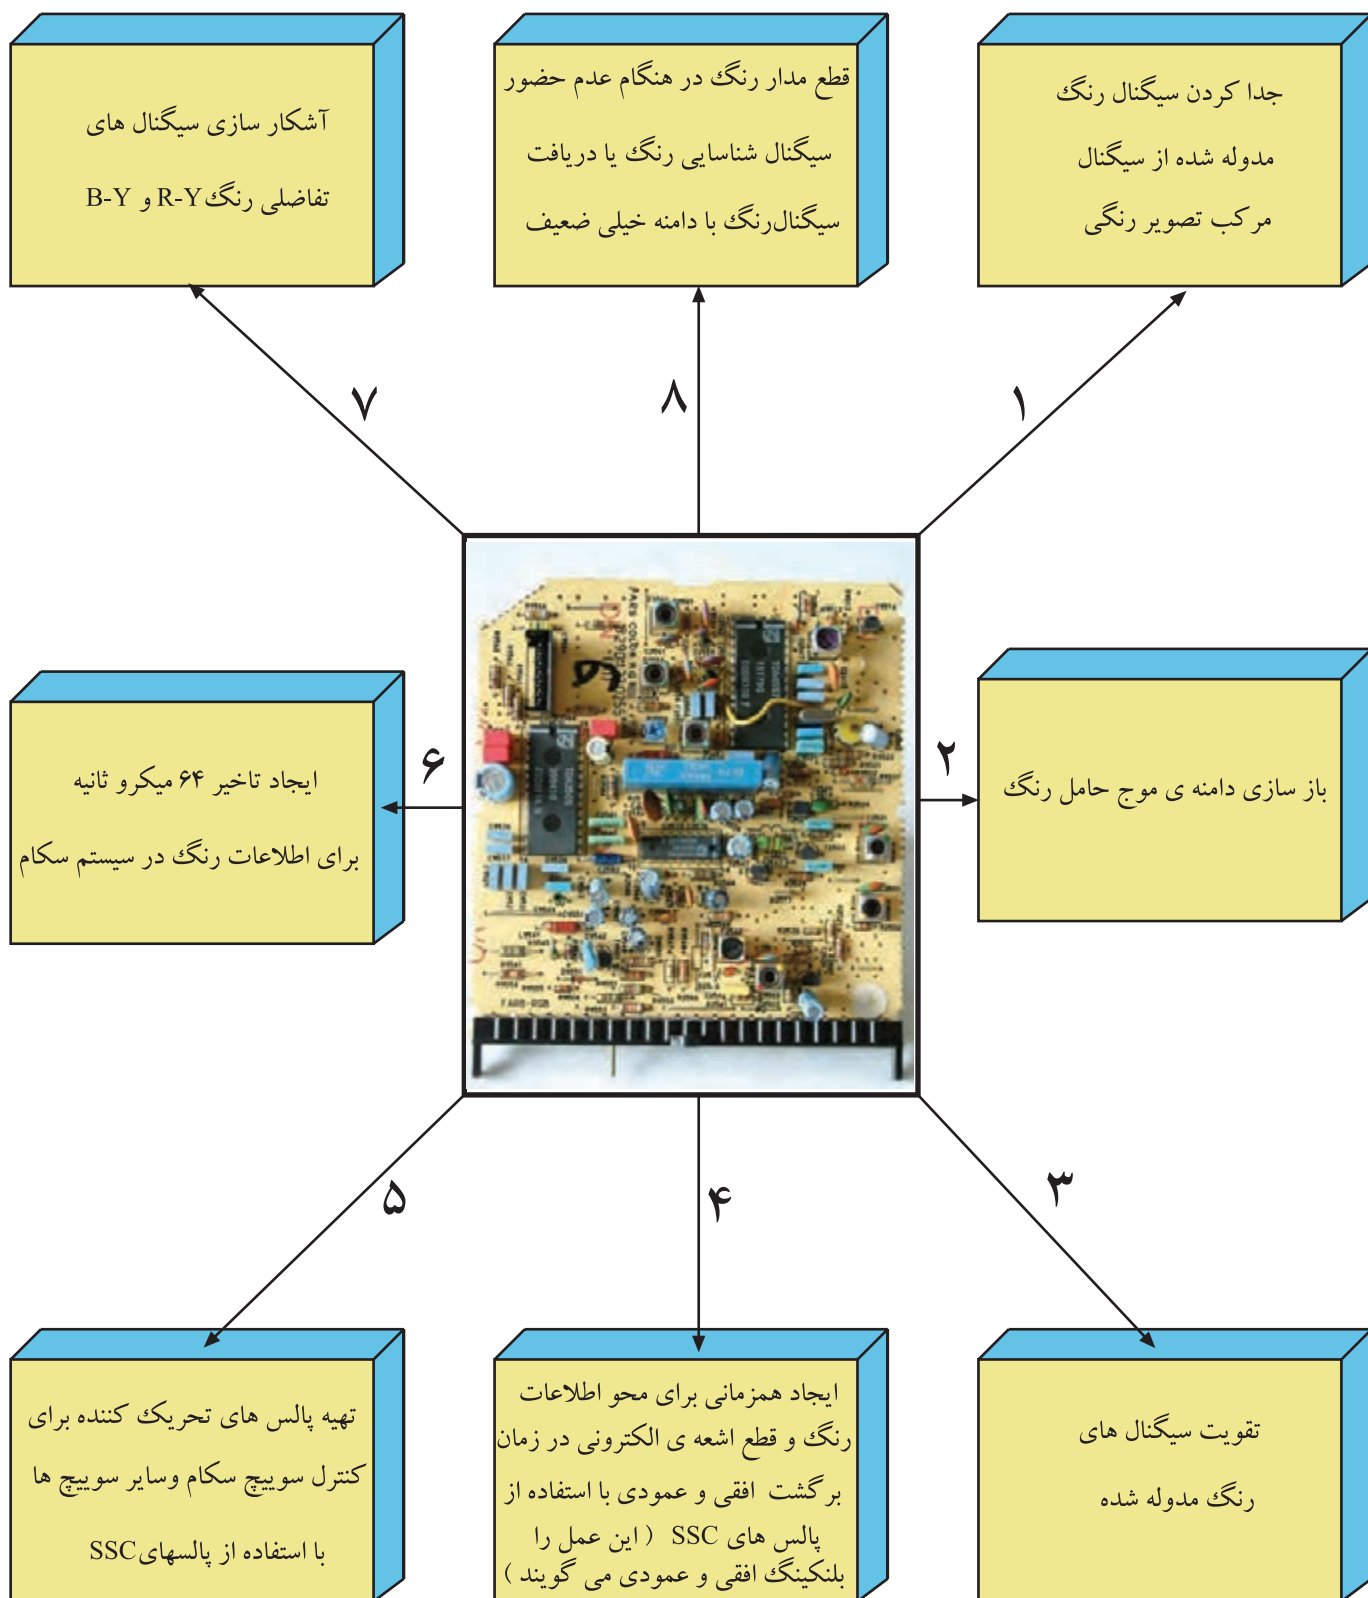 جدا کردن سیگنال رنگ
مدوله شده از سیگنال
مرکب تصویر رنگی
قطع مدار رنگ در هنگام عدم حضور
سیگنال شناسایی رنگ یا دریافت
سیگنال‌رنگ با دامنه خیلی ضعیف
آشکار سازی سیگنال های
تفاضلی رنگ R-Y و B-Y
۱
۸
۷
باز سازی دامنه ی موج حامل رنگ
۲
۶
ایجاد تاخیر ۶۴ میکرو ثانیه
برای اطلاعات رنگ در سیستم سکام
FARB-RGB
۳
۴
۵
تقویت سیگنال های
رنگ مدوله شده
ایجاد همزمانی برای محو اطلاعات
رنگ و قطع اشعه ی الکترونی در زمان
برگشت افقی و عمودی با استفاده از
پالس های SSC ( این عمل را
بلنکینگ افقی و عمودی می گویند )
تهیه پالس های تحریک کننده برای
کنترل سوییچ سکام وسایر سوییچ ها
با استفاده از پالسهای SSC